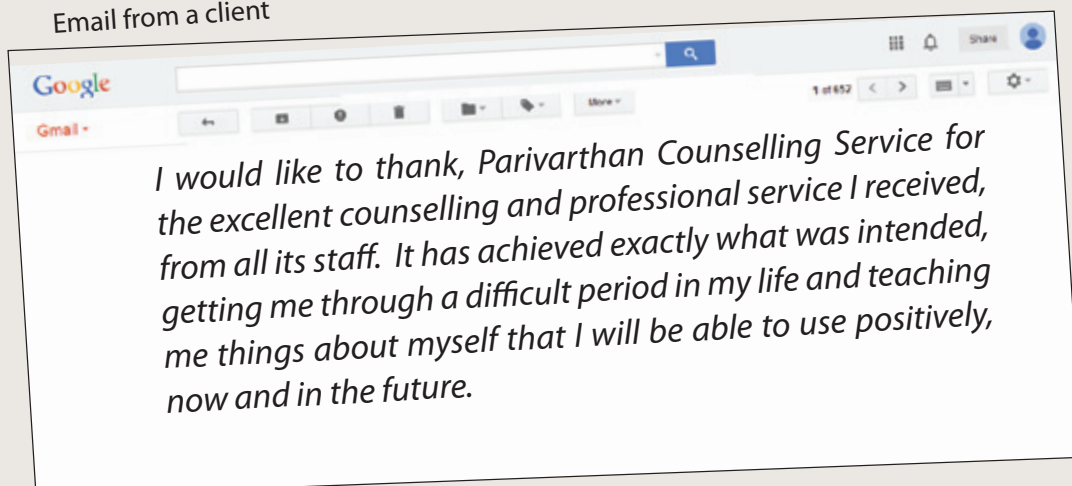 Email from a client
Google
Share
Gmail
More
1 of 652
I would like to thank, Parivarthan Counselling Service for
the excellent counselling and professional service I received,
from all its staff. It has achieved exactly what was intended,
getting me through a difficult period in my life and teaching
me things about myself that I will be able to use positively,
now and in the future.